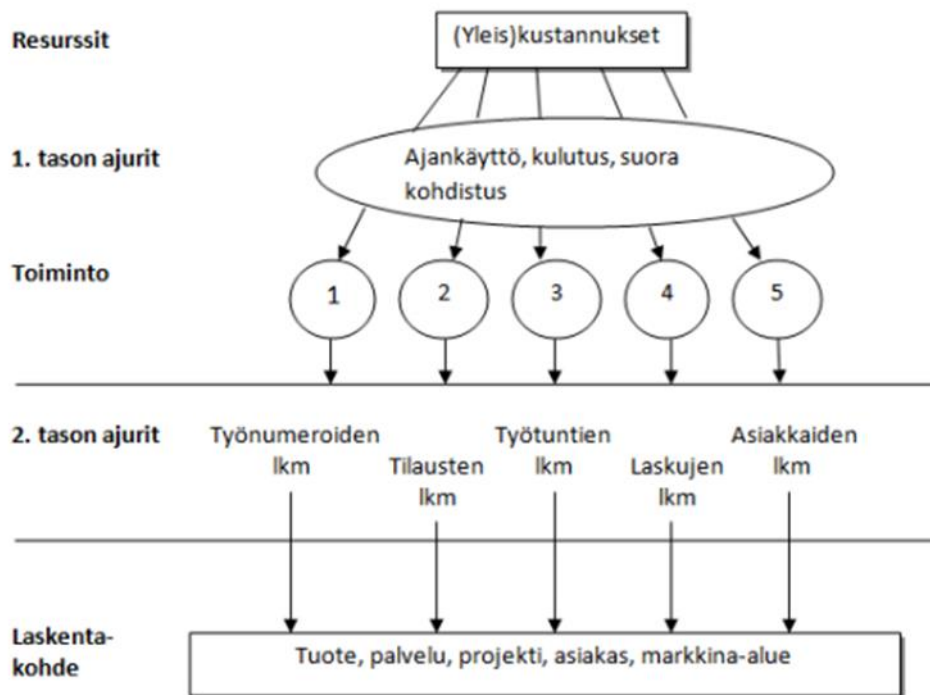 Resurssit
(Yleis)kustannukset
1. tason ajurit
Ajankäyttö, kulutus, suora
kohdistus
Toiminto
1
2
3
4
5
2. tason ajurit
Työnumeroiden
lkm
Tilausten
lkm
Työtuntien
lkm
Laskujen
lkm
Asiakkaiden
lkm
Laskenta-
kohde
Tuote, palvelu, projekti, asiakas, markkina-alue